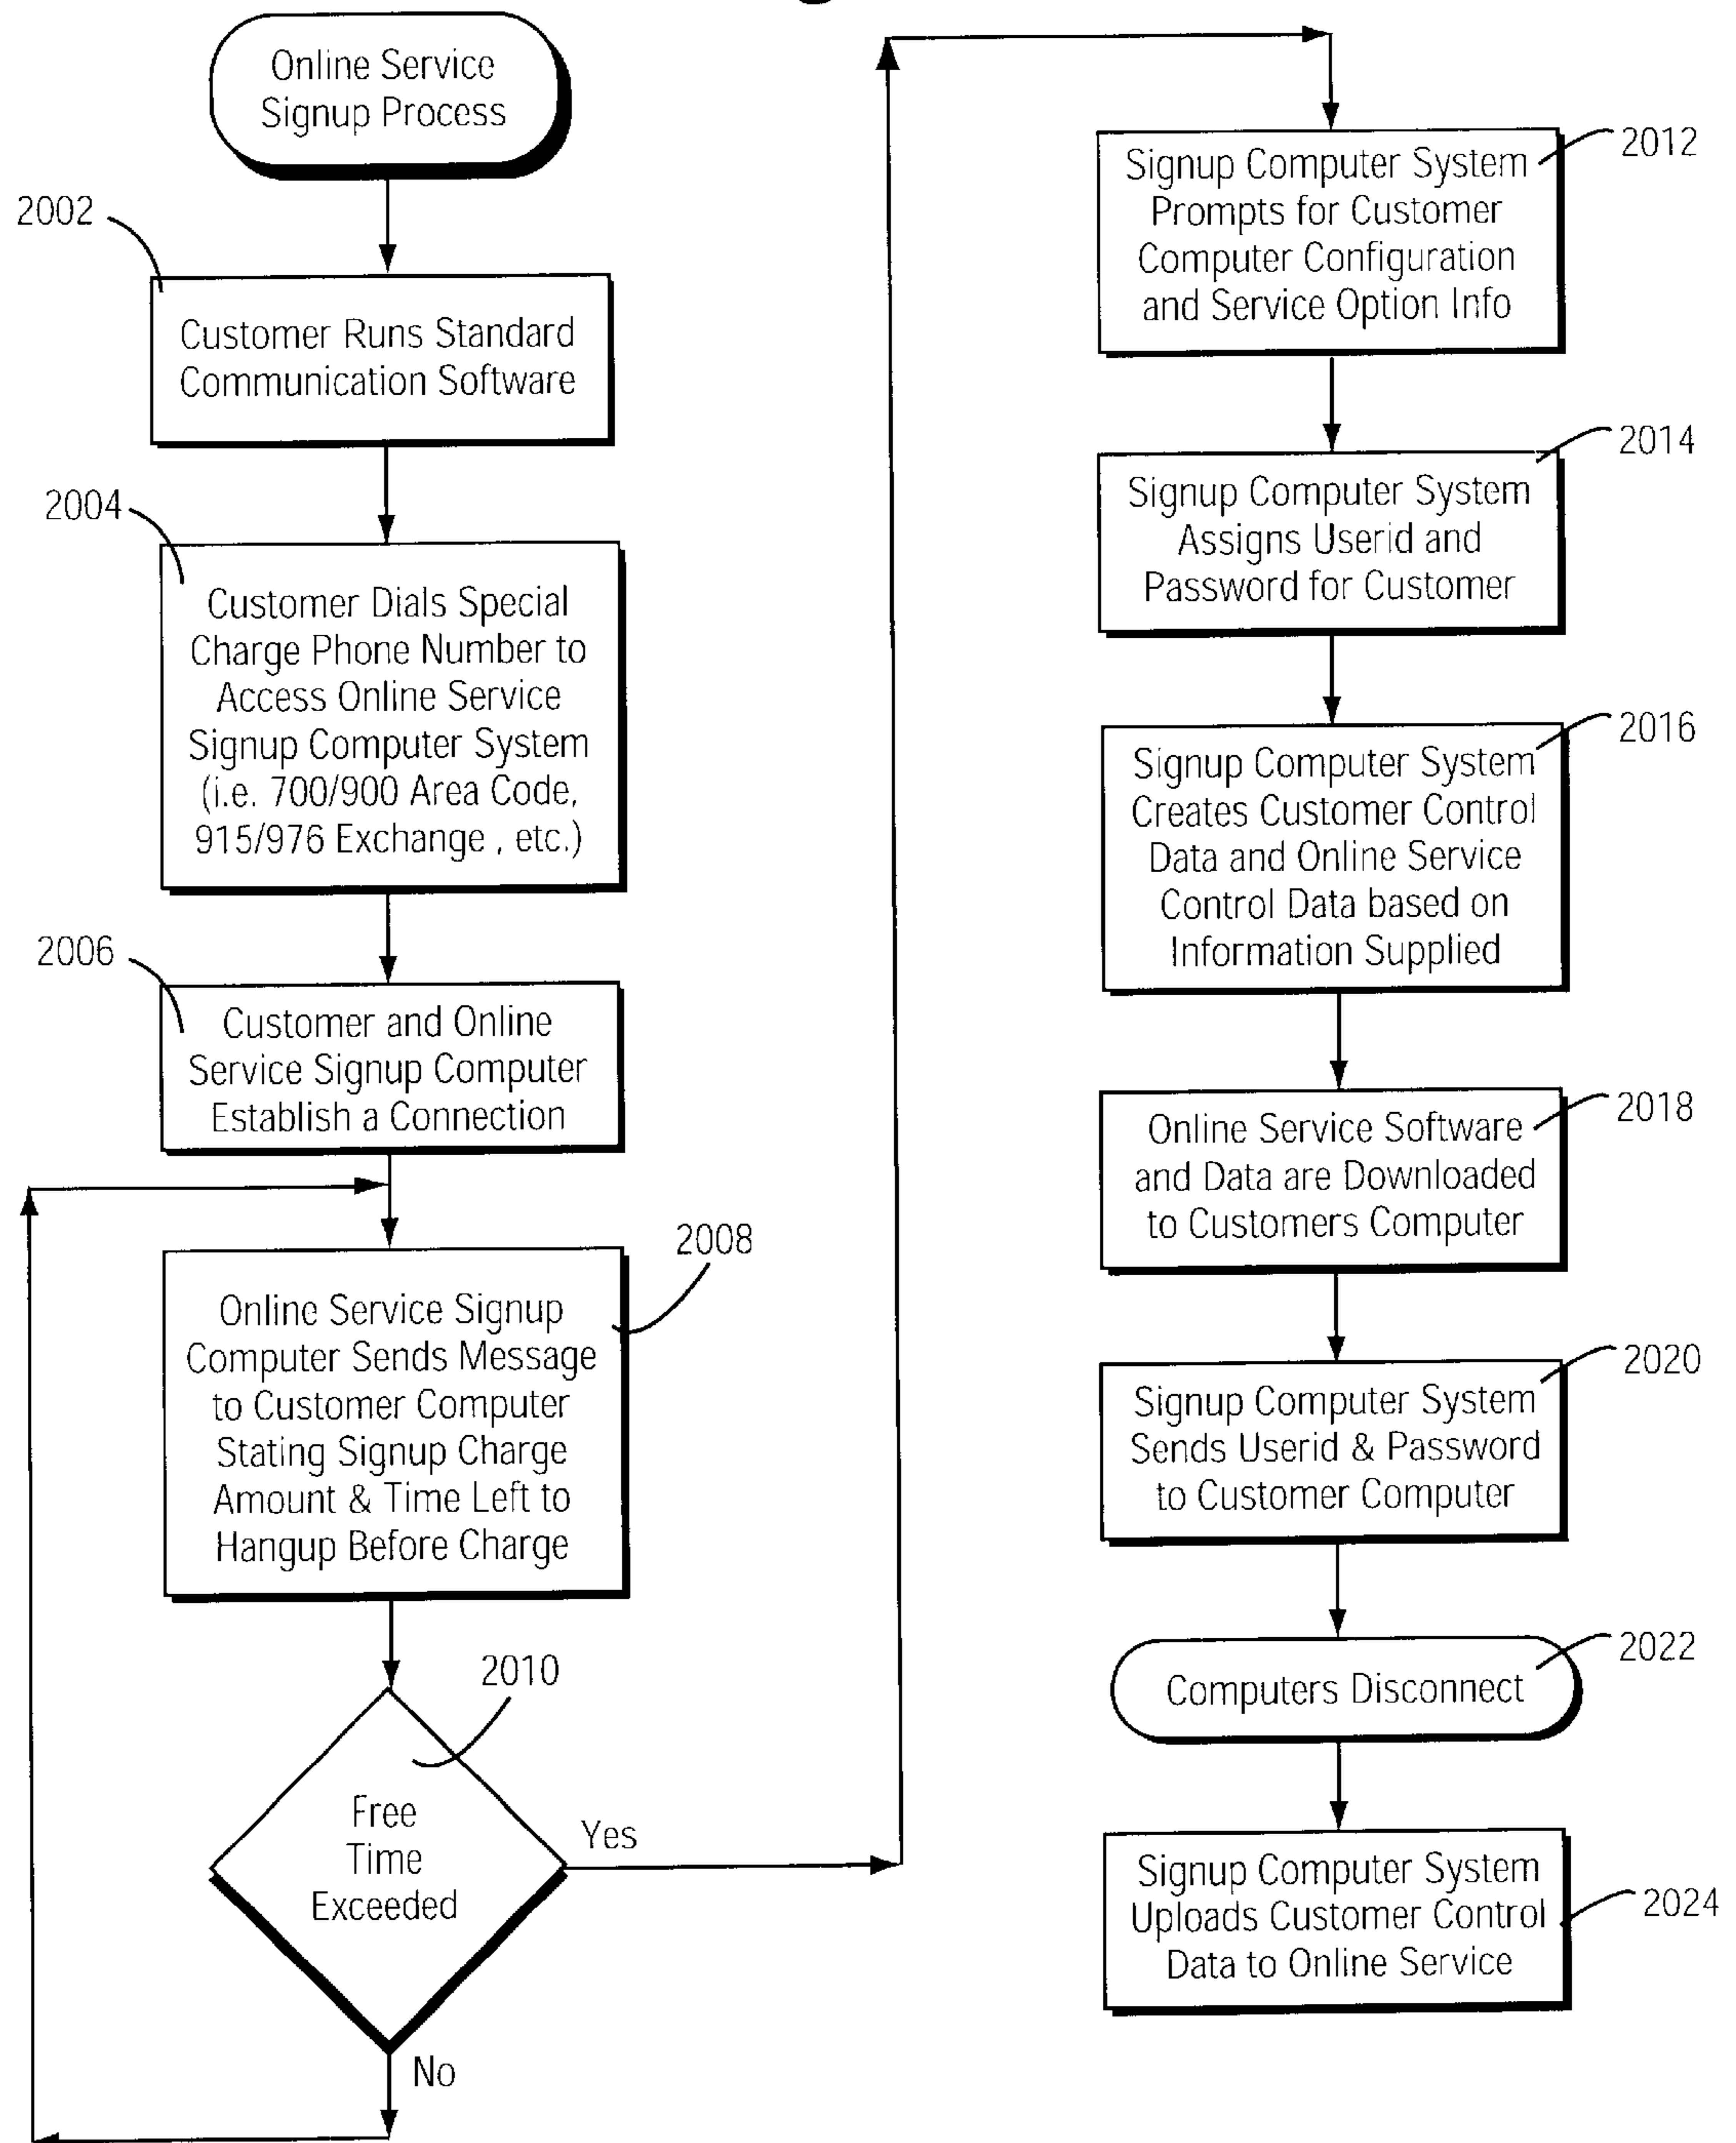 Online Service
Signup Process
2002
Customer Runs Standard
Communication Software
2004
Customer Dials Special
Charge Phone Number to
Access Online Service
Signup Computer System
(i.e. 700/900 Area Code,
915/976 Exchange , etc.)
2006
Customer and Online
Service Signup Computer
Establish a Connection
2008
Online Service Signup
Computer Sends Message
to Customer Computer
Stating Signup Charge
Amount & Time Left to
Hangup Before Charge
2010
Free
Time
Exceeded
Yes
No
2012
Signup Computer System
Prompts for Customer
Computer Configuration
and Service Option Info
2014
Signup Computer System
Assigns Userid and
Password for Customer
2016
Signup Computer System
Creates Customer Control
Data and Online Service
Control Data based on
Information Supplied
2018
Online Service Software
and Data are Downloaded
to Customers Computer
2020
Signup Computer System
Sends Userid & Password
to Customer Computer
2022
Computers Disconnect
2024
Signup Computer System
Uploads Customer Control
Data to Online Service